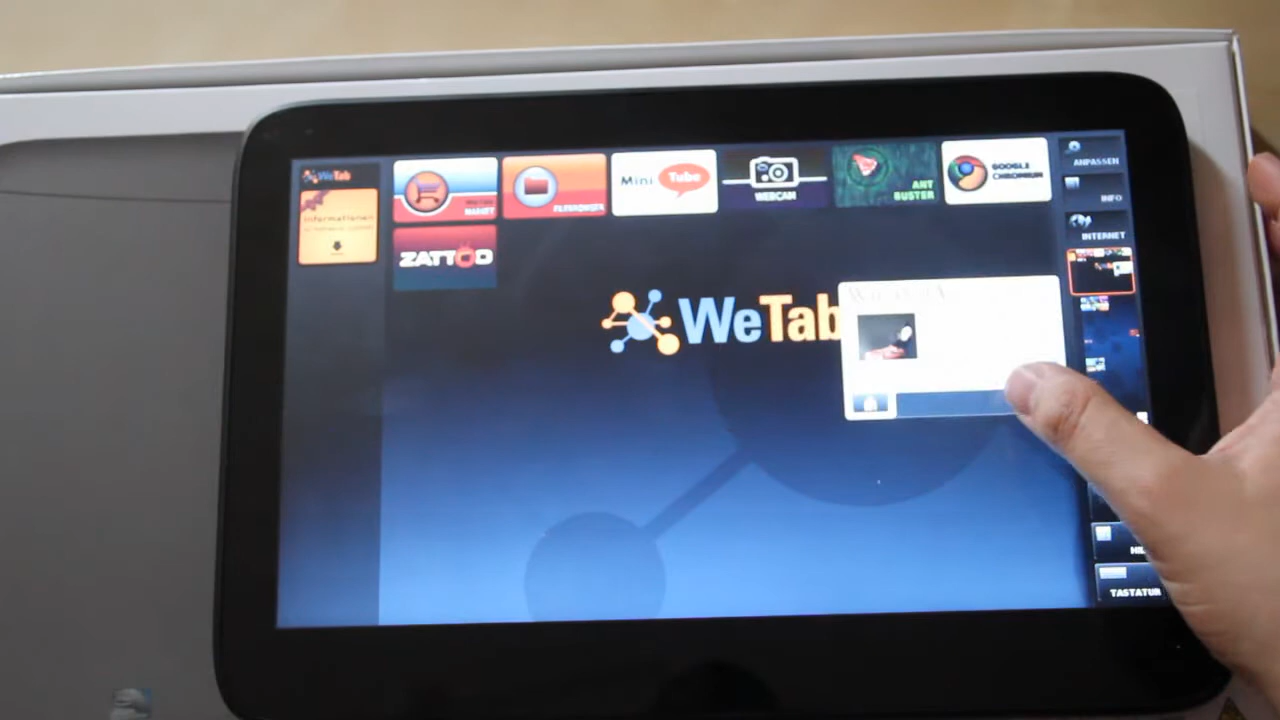 WeTab
Informationen
MARKET
FILEBROWSER
Mini Tube
WEBCAM
ANT
BUSTER
GOOGLE
CHROMIUM
ANPASSEN
INFO
INTERNET
ZATTOO
WeTab
TASTATUR